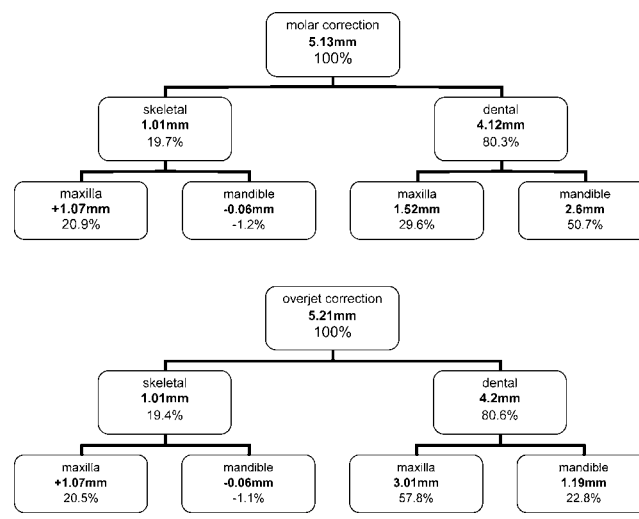 molar correction
5.13mm
100%
skeletal
1.01mm
19.7%
dental
4.12mm
80.3%
maxilla
+1.07mm
20.9%
mandible
-0.06mm
-1.2%
maxilla
1.52mm
29.6%
mandible
2.6mm
50.7%
overjet correction
5.21mm
100%
skeletal
1.01mm
19.4%
dental
4.2mm
80.6%
maxilla
+1.07mm
20.5%
mandible
-0.06mm
-1.1%
maxilla
3.01mm
57.8%
mandible
1.19mm
22.8%